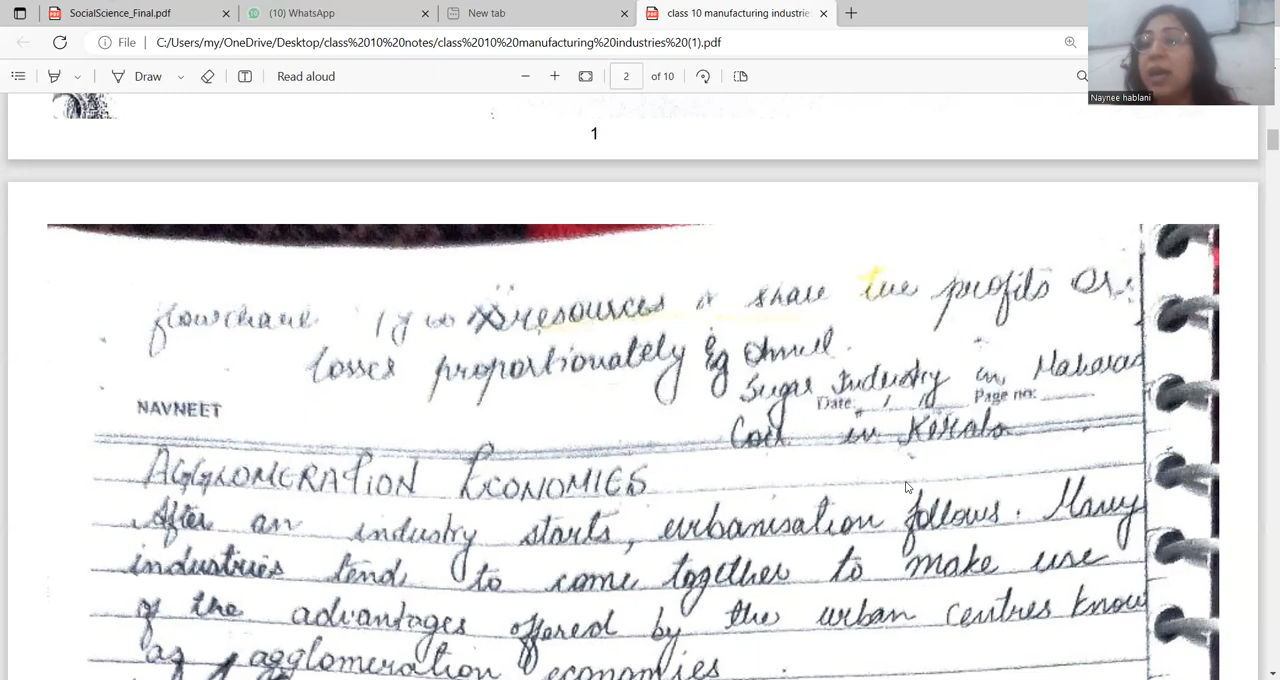 SocialScience_Final.pdf
(10) WhatsApp
New tab
class 10 manufacturing industrie
File
C:/Users/my/OneDrive/Desktop/class%2010%20notes/class%2010%20manufacturing%20industries%20(1).pdf
Draw
Read aloud
2
of 10
Naynee hablani
1
resources & share the profits or
losses proportionately Eg Amul.
Sugar Industry in Maharas
NAVNEET
Date
Page no:
Coir in Kerala
AGGLOMERATION ECONOMIES
After an industry starts, urbanisation follows. Many
industries tend to come together to make use
of the advantages offered by the urban centres know
as agglomeration economies